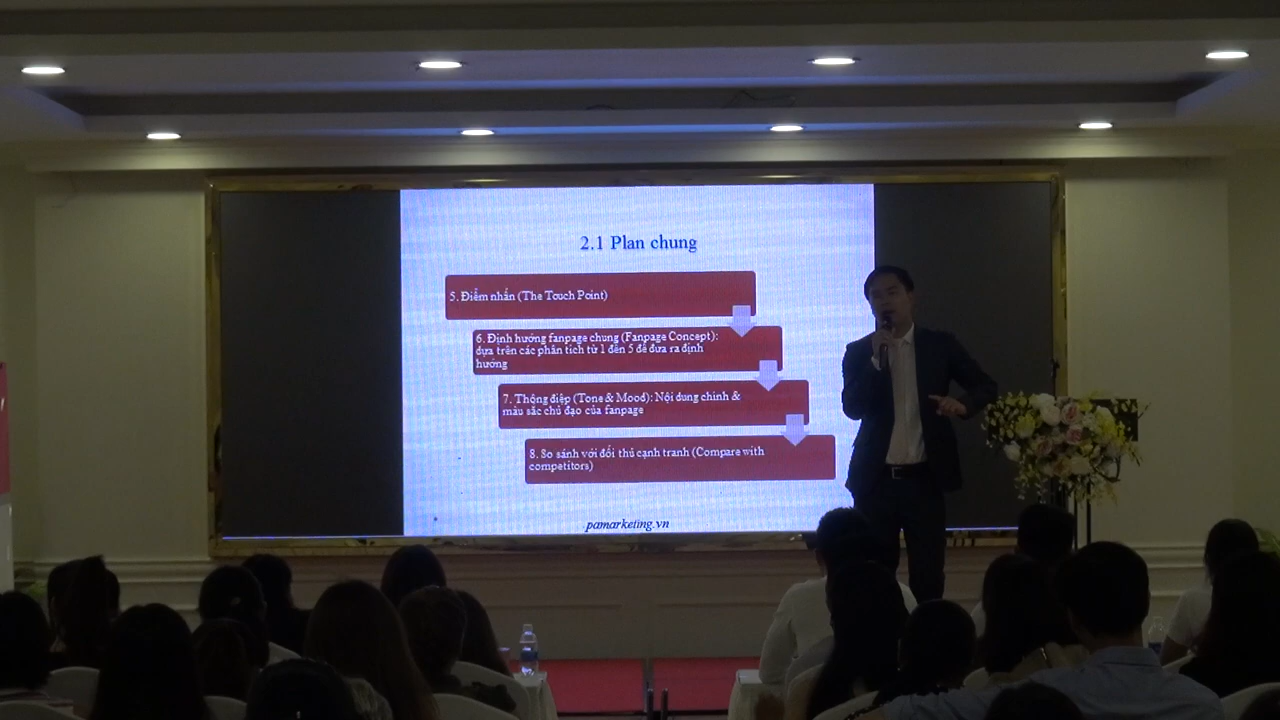 2.1 Plan chung
5. Điểm nhấn (The Touch Point)
6. Định hướng fanpage chung (Fanpage Concept):
dựa trên các phân tích từ 1 đến 5 để đưa ra định
hướng
7. Thông điệp (Tone & Mood): Nội dung chính &
màu sắc chủ đạo của fanpage
8. So sánh với đối thủ cạnh tranh (Compare with
competitors)
pamarketing.vn